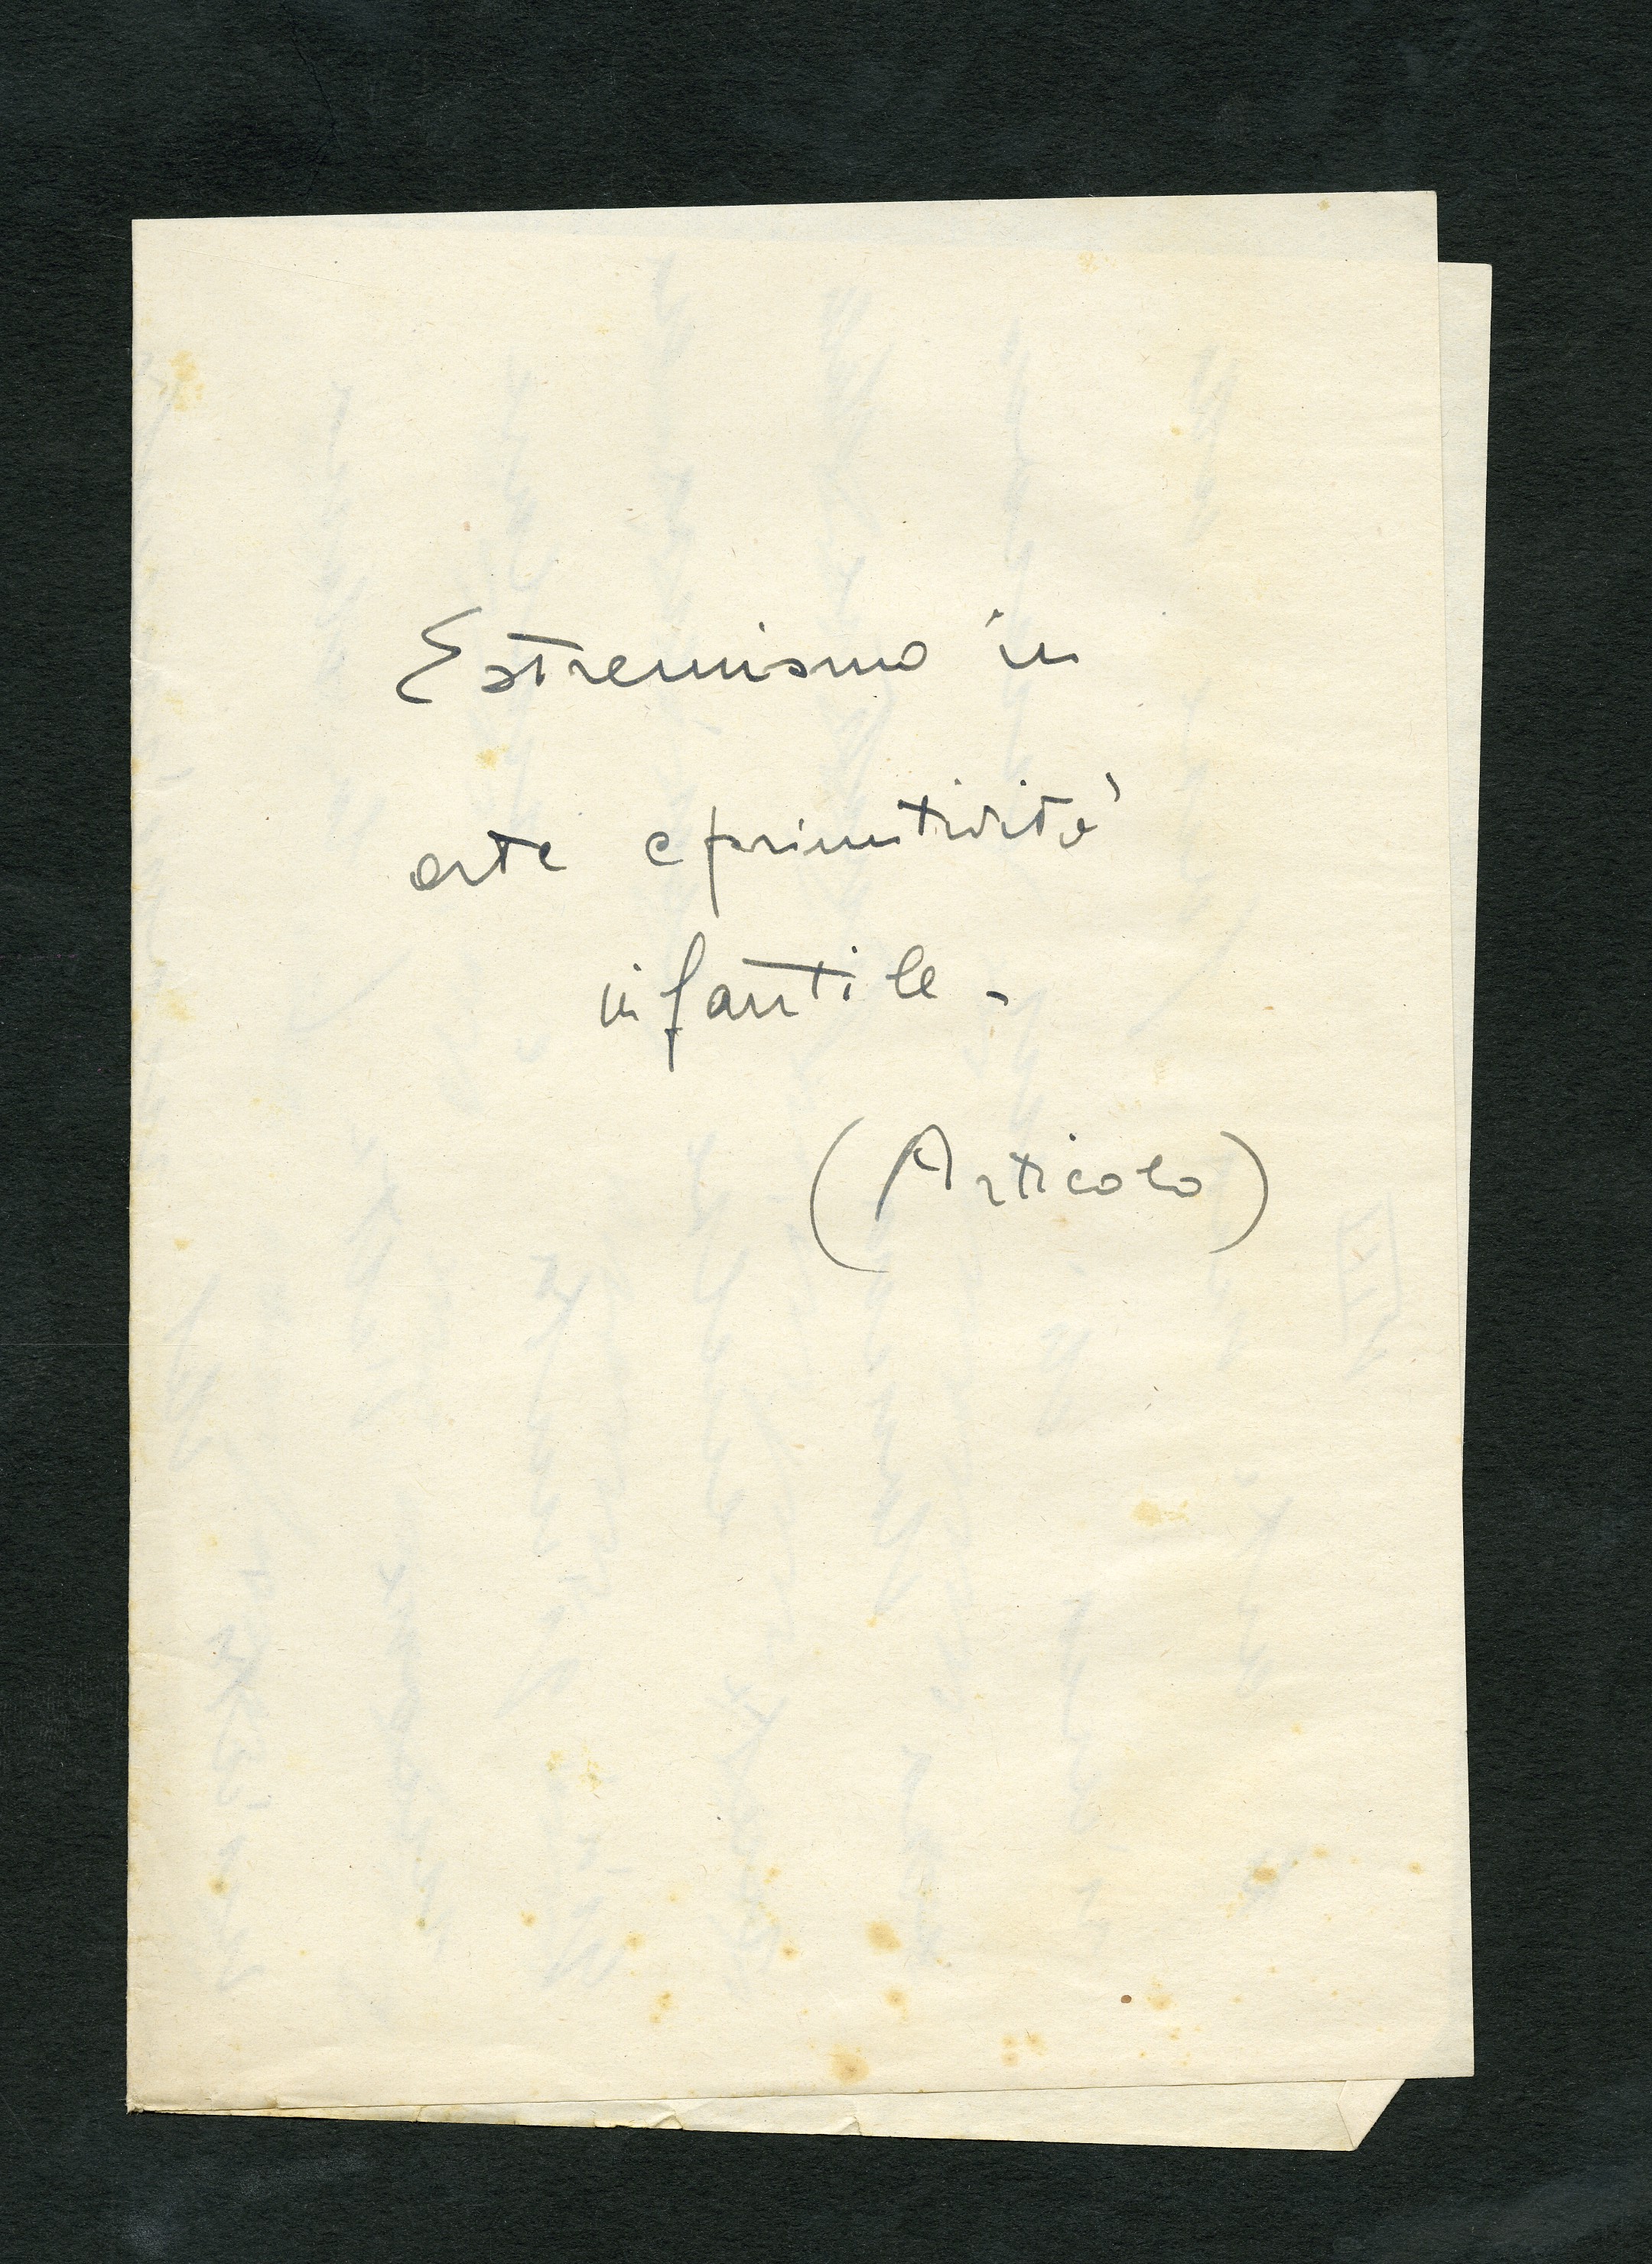 Estremismo in
arte e primitività
infantile -
(Articolo)